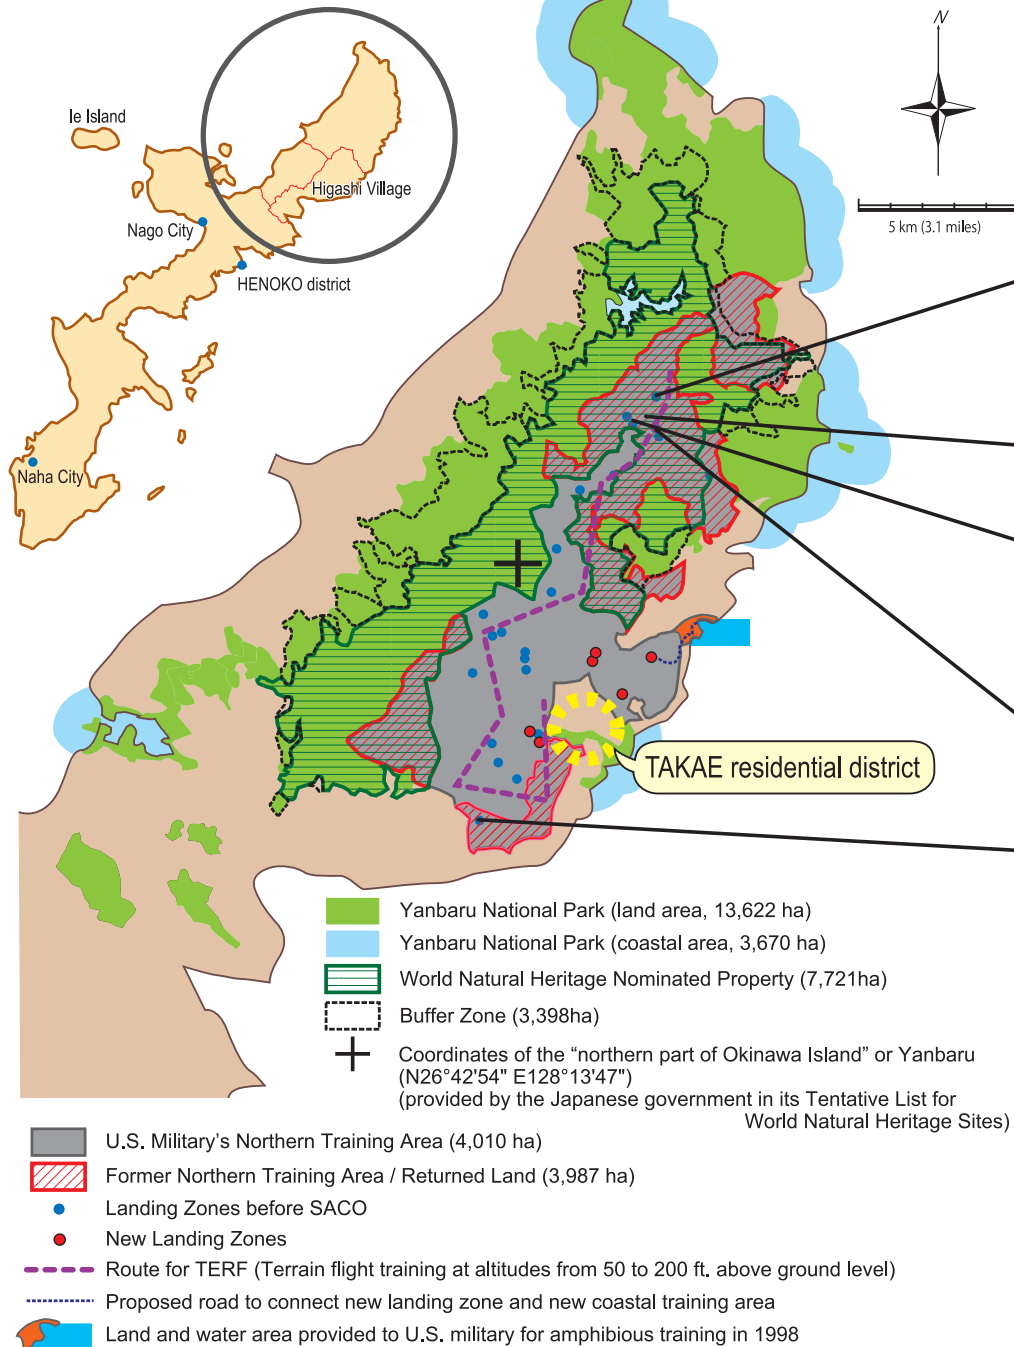 N
Ie Island
Higashi Village
Nago City
5 km (3.1 miles)
HENOKO district
Naha City
TAKAE residential district
Yanbaru National Park (land area, 13,622 ha)
Yanbaru National Park (coastal area, 3,670 ha)
World Natural Heritage Nominated Property (7,721ha)
Buffer Zone (3,398ha)
Coordinates of the “northern part of Okinawa Island” or Yanbaru
(N26°42'54" E128°13'47")
(provided by the Japanese government in its Tentative List for
World Natural Heritage Sites)
U.S. Military’s Northern Training Area (4,010 ha)
Former Northern Training Area / Returned Land (3,987 ha)
Landing Zones before SACO
New Landing Zones
Route for TERF (Terrain flight training at altitudes from 50 to 200 ft. above ground level)
Proposed road to connect new landing zone and new coastal training area
Land and water area provided to U.S. military for amphibious training in 1998